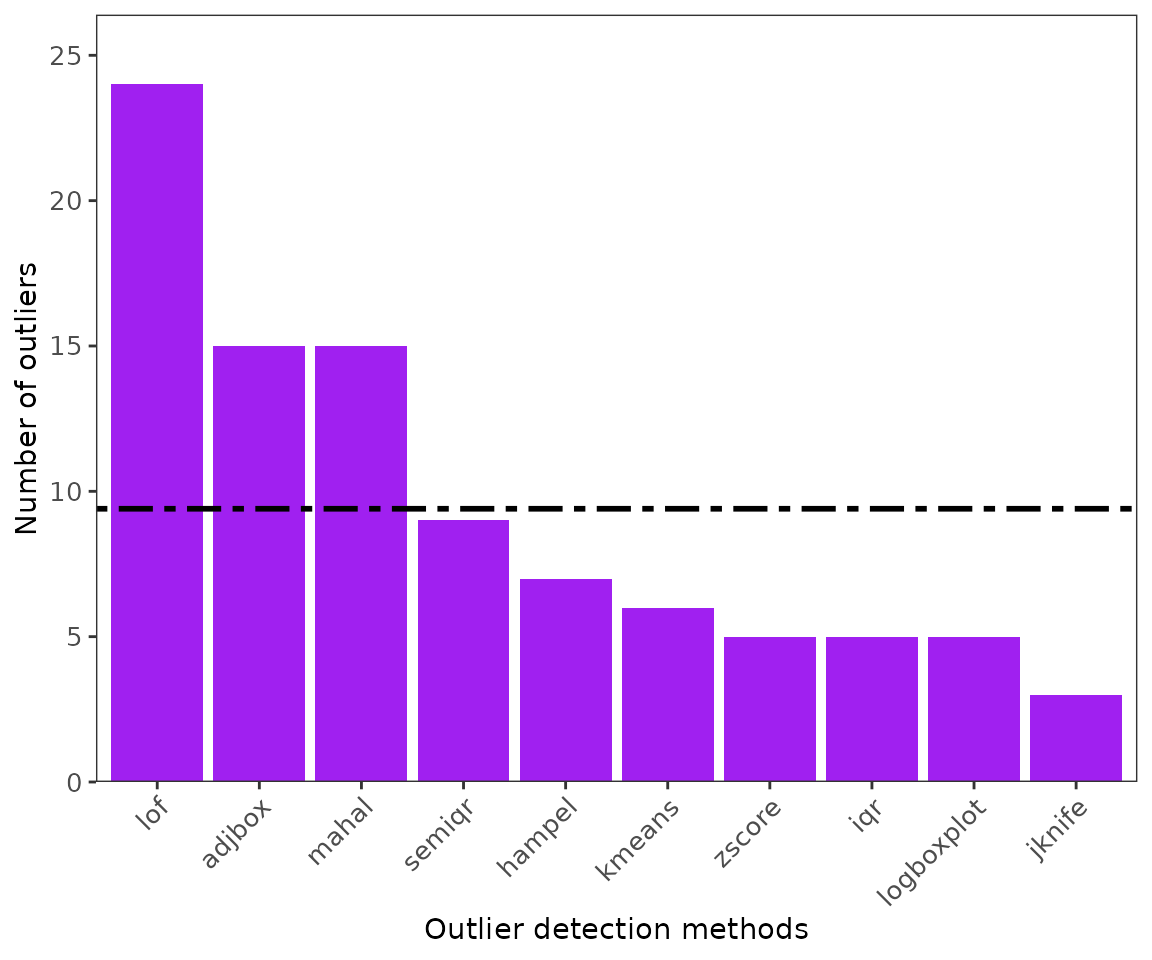 25
20
15
10
5
0
Number of outliers
lof
adjbox
mahal
semiqr
hampel
kmeans
zscore
iqr
logboxplot
jknife
Outlier detection methods